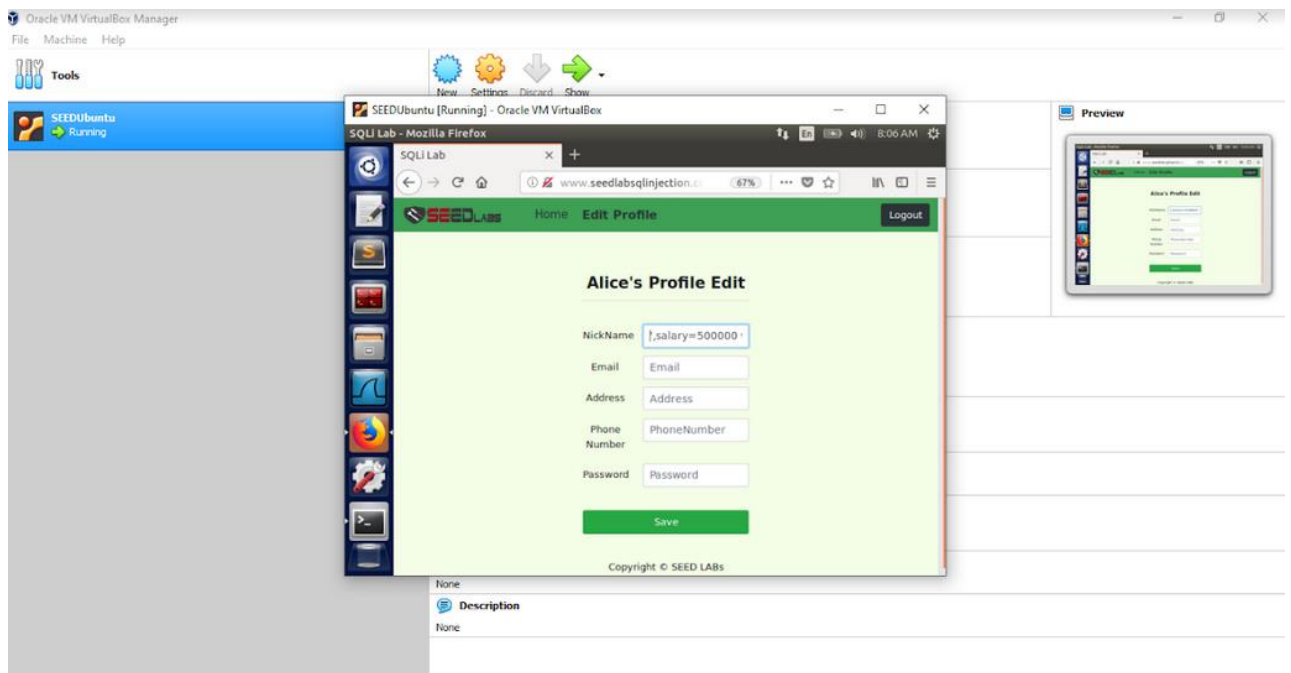 Oracle VM VirtualBox Manager
File Machine Help
Tools
New Settings Discard Show
SEEDUbuntu
Running
Preview
SEEDUbuntu [Running] - Oracle VM VirtualBox
SQLi Lab - Mozilla Firefox
En 8:06 AM
SQLi Lab
www.seedlabsqlinjection.c 67%
SEEDLABS Home Edit Profile Logout
Alice's Profile Edit
NickName ',salary=500000
Email Email
Address Address
Phone Number PhoneNumber
Password Password
Save
Copyright © SEED LABs
None
Description
None